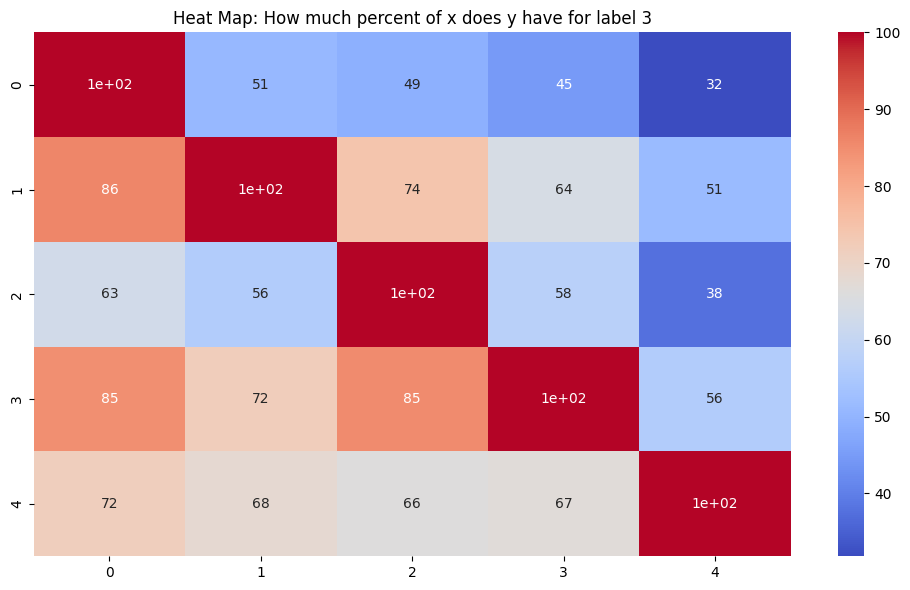 Heat Map: How much percent of x does y have for label 3
0 1e+02 51 49 45 32
1 86 1e+02 74 64 51
2 63 56 1e+02 58 38
3 85 72 85 1e+02 56
4 72 68 66 67 1e+02
0 1 2 3 4
100
90
80
70
60
50
40